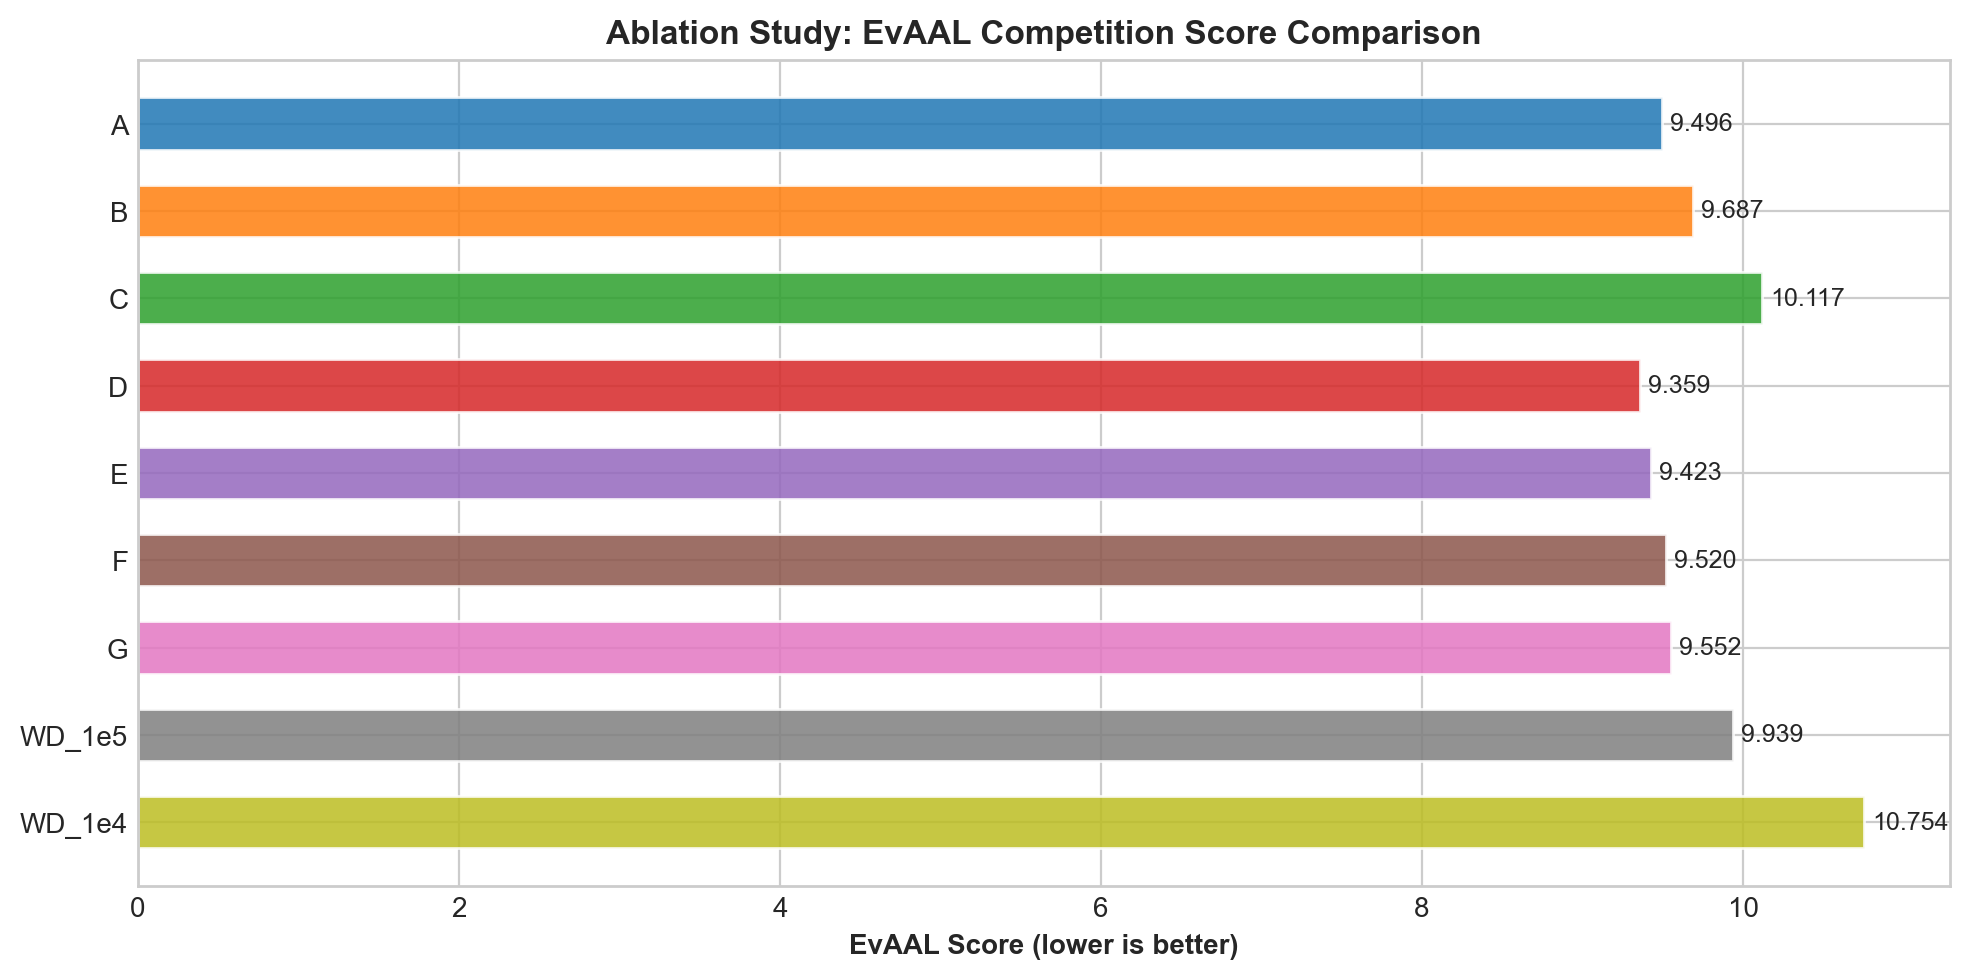 Ablation Study: EvAAL Competition Score Comparison
A 9.496
B 9.687
C 10.117
D 9.359
E 9.423
F 9.520
G 9.552
WD_1e5 9.939
WD_1e4 10.754
0 2 4 6 8 10
EvAAL Score (lower is better)